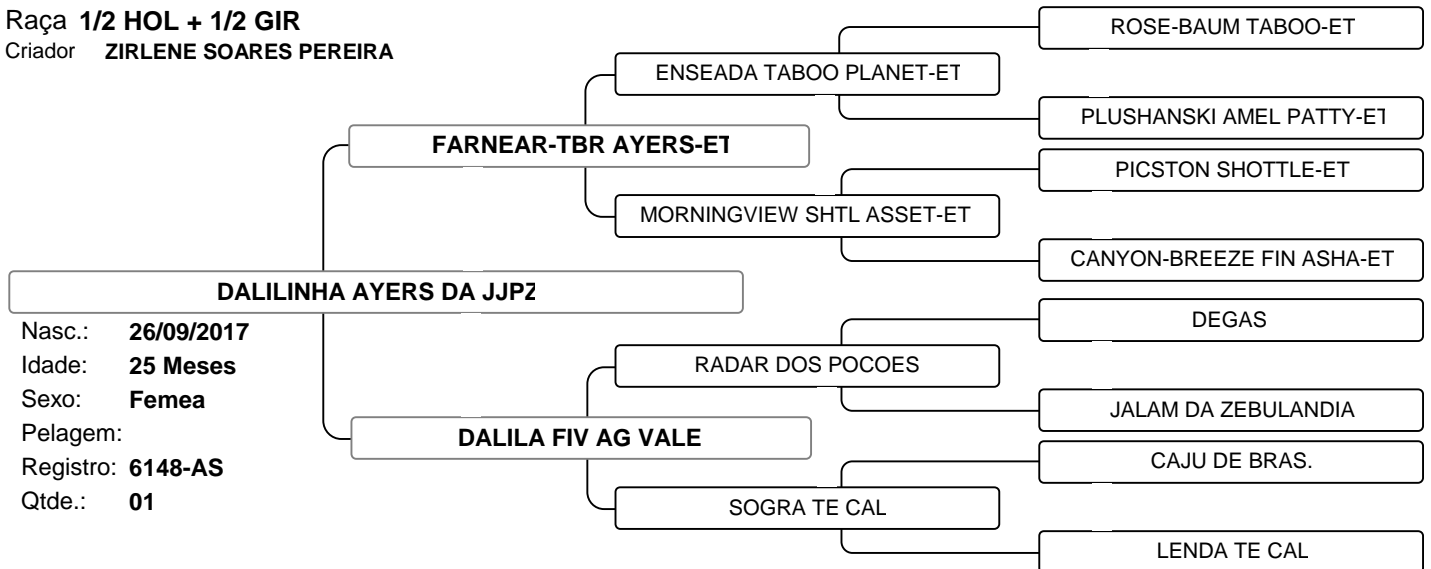 Raça 1/2 HOL + 1/2 GIR
Criador ZIRLENE SOARES PEREIRA
ROSE-BAUM TABOO-ET
ENSEADA TABOO PLANET-ET
PLUSHANSKI AMEL PATTY-ET
FARNEAR-TBR AYERS-ET
PICSTON SHOTTLE-ET
MORNINGVIEW SHTL ASSET-ET
CANYON-BREEZE FIN ASHA-ET
DALILINHA AYERS DA JJPZ
Nasc.: 26/09/2017
Idade: 25 Meses
Sexo: Femea
Pelagem:
Registro: 6148-AS
Qtde.: 01
DEGAS
RADAR DOS POCOES
JALAM DA ZEBULANDIA
DALILA FIV AG VALE
CAJU DE BRAS.
SOGRA TE CAL
LENDA TE CAL